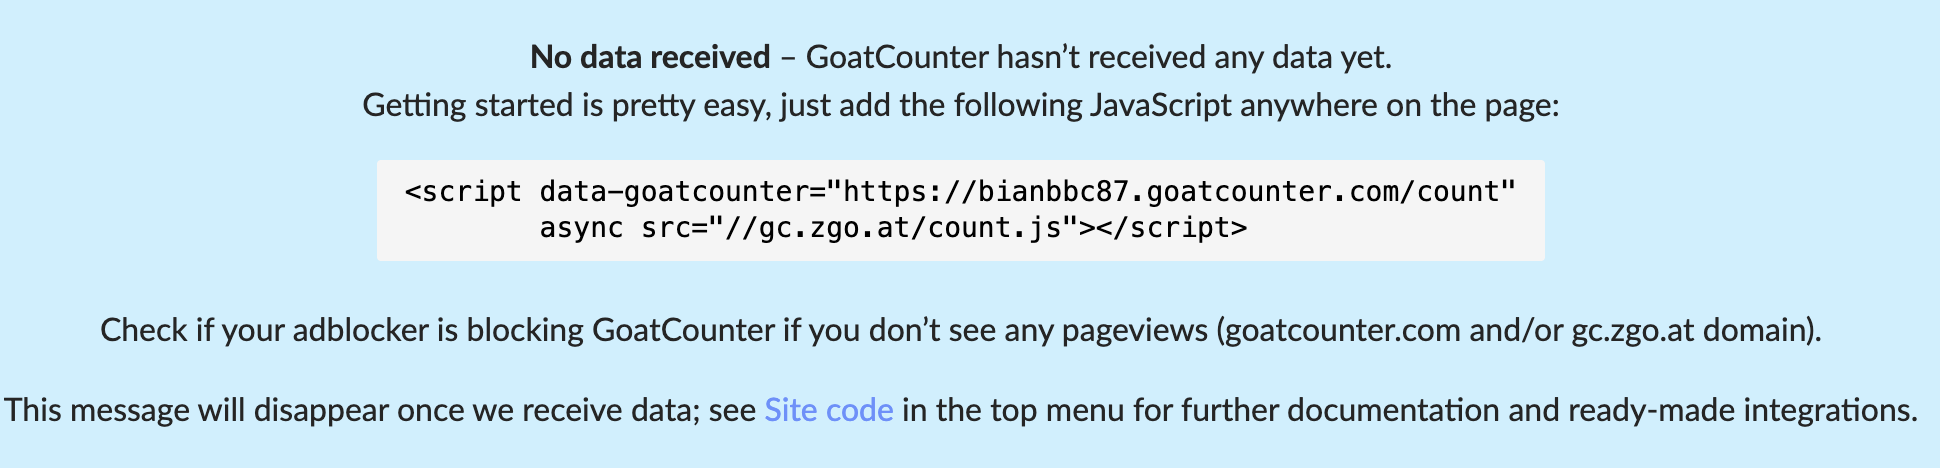 No data received – GoatCounter hasn’t received any data yet.
Getting started is pretty easy, just add the following JavaScript anywhere on the page:
<script data-goatcounter="https://bianbbc87.goatcounter.com/count"
        async src="//gc.zgo.at/count.js"></script>
Check if your adblocker is blocking GoatCounter if you don’t see any pageviews (goatcounter.com and/or gc.zgo.at domain).
This message will disappear once we receive data; see Site code in the top menu for further documentation and ready-made integrations.